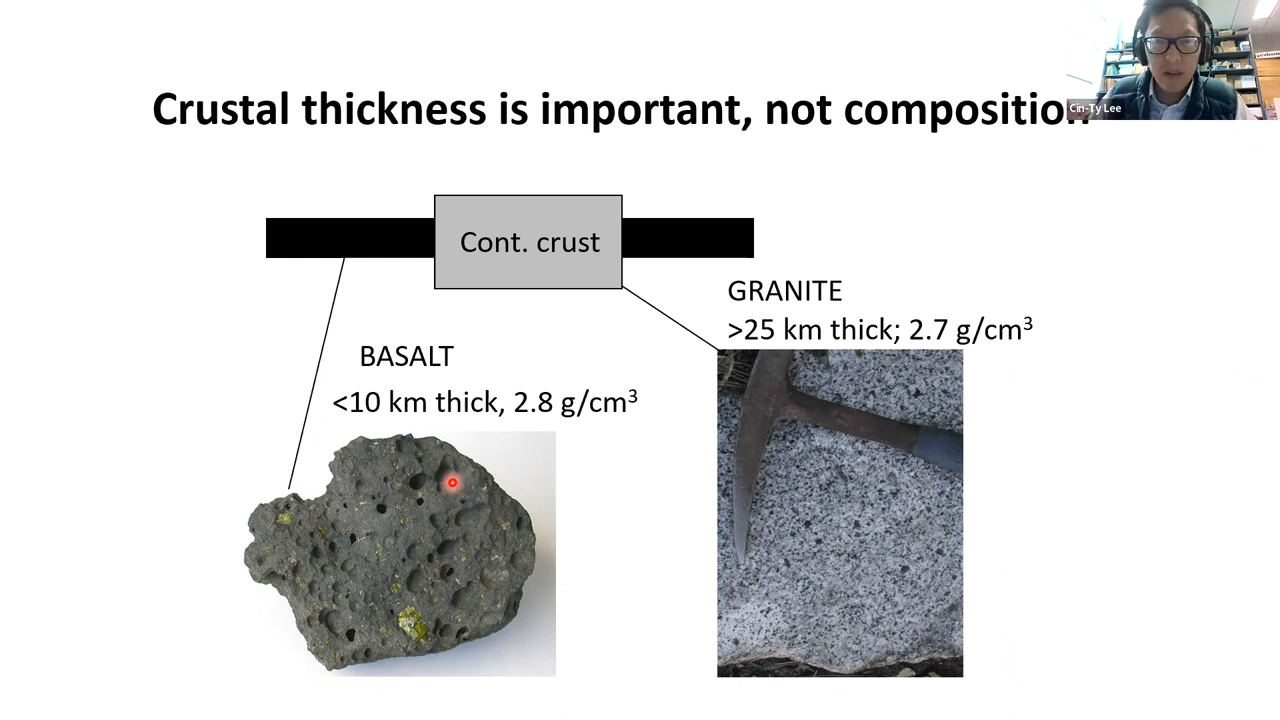 Crustal thickness is important, not composition
Cin-Ty Lee
Cont. crust
GRANITE
>25 km thick; 2.7 g/cm³
BASALT
<10 km thick, 2.8 g/cm³